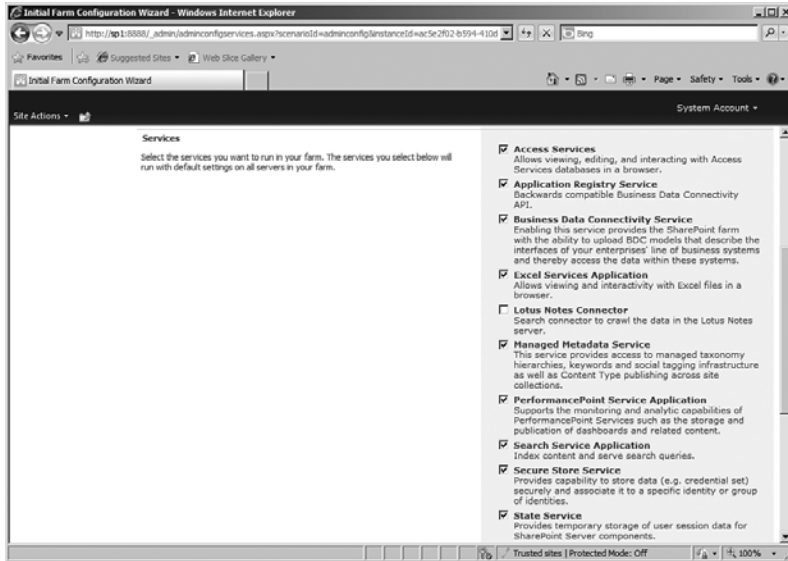 Initial Farm Configuration Wizard - Windows Internet Explorer
http://sp1:8888/_admin/adminconfigservices.aspx?scenarioId=adminconfig&instanceId=ac5e2f02-b594-410d
Bing
Favorites
Suggested Sites
Web Slice Gallery
Initial Farm Configuration Wizard
Page
Safety
Tools
System Account
Site Actions
Services
Select the services you want to run in your farm. The services you select below will
run with default settings on all servers in your farm.
Access Services
Allows viewing, editing, and interacting with Access
Services databases in a browser.
Application Registry Service
Backwards compatible Business Data Connectivity
API.
Business Data Connectivity Service
Enabling this service provides the SharePoint farm
with the ability to upload BDC models that describe the
interfaces of your enterprises' line of business systems
and thereby access the data within these systems.
Excel Services Application
Allows viewing and interactivity with Excel files in a
browser.
Lotus Notes Connector
Search connector to crawl the data in the Lotus Notes
server.
Managed Metadata Service
This service provides access to managed taxonomy
hierarchies, keywords and social tagging infrastructure
as well as Content Type publishing across site
collections.
PerformancePoint Service Application
Supports the monitoring and analytic capabilities of
PerformancePoint Services such as the storage and
publication of dashboards and related content.
Search Service Application
Index content and serve search queries.
Secure Store Service
Provides capability to store data (e.g. credential set)
securely and associate it to a specific identity or group
of identities.
State Service
Provides temporary storage of user session data for
SharePoint Server components.
Trusted sites | Protected Mode: Off
100%